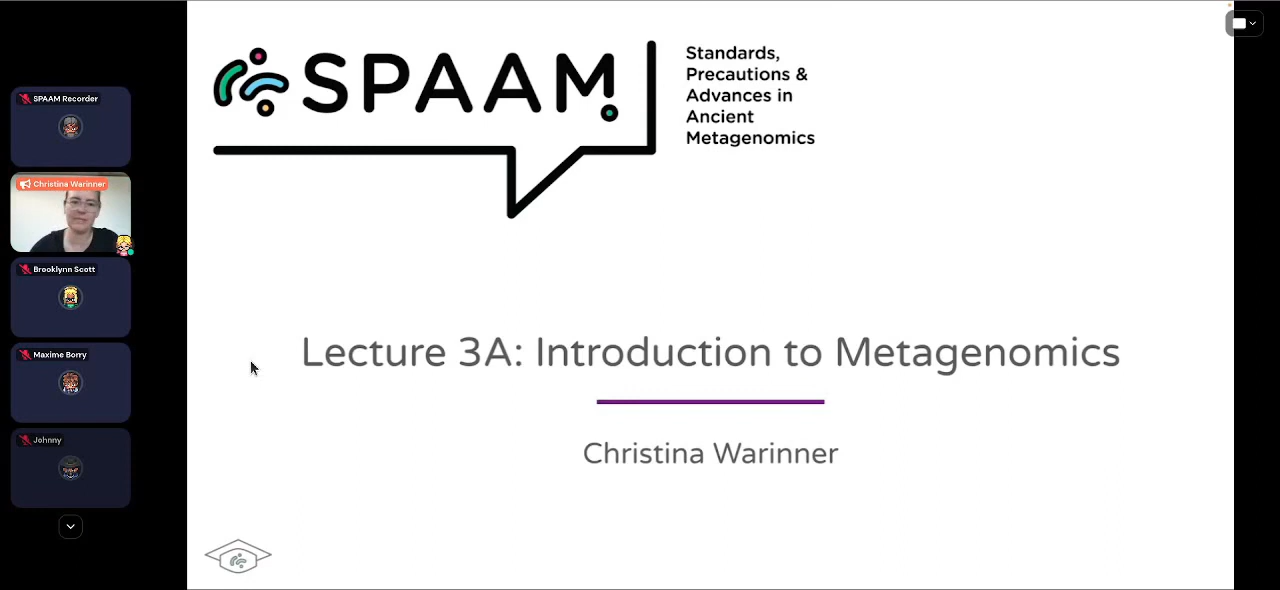 SPAAM Recorder
Christina Warinner
Brooklynn Scott
Maxime Borry
Johnny
SPAAM
Standards,
Precautions &
Advances in
Ancient
Metagenomics
Lecture 3A: Introduction to Metagenomics
Christina Warinner